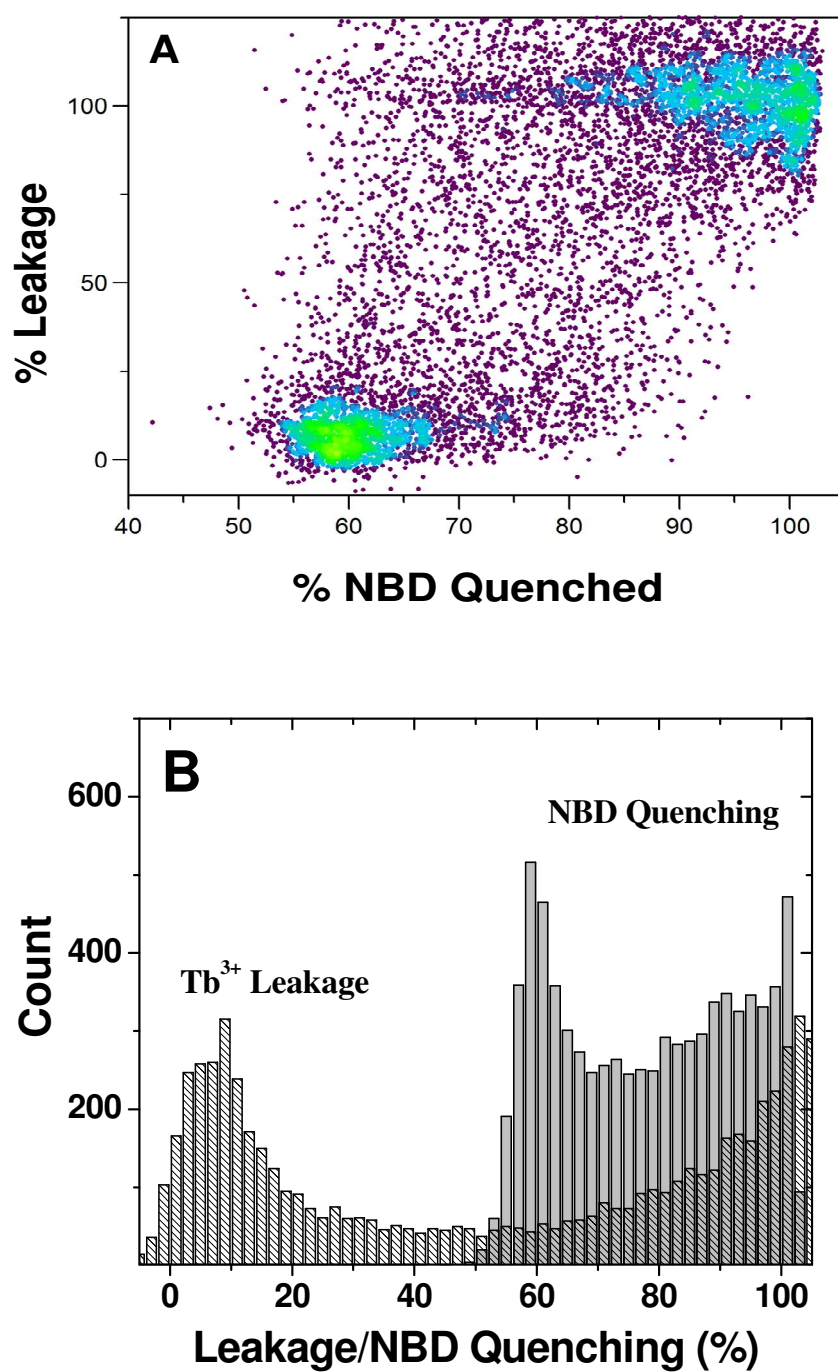 A
100
50
0
% Leakage
40 50 60 70 80 90 100
% NBD Quenched
B
600
400
200
Count
NBD Quenching
Tb³⁺ Leakage
0 20 40 60 80 100
Leakage/NBD Quenching (%)